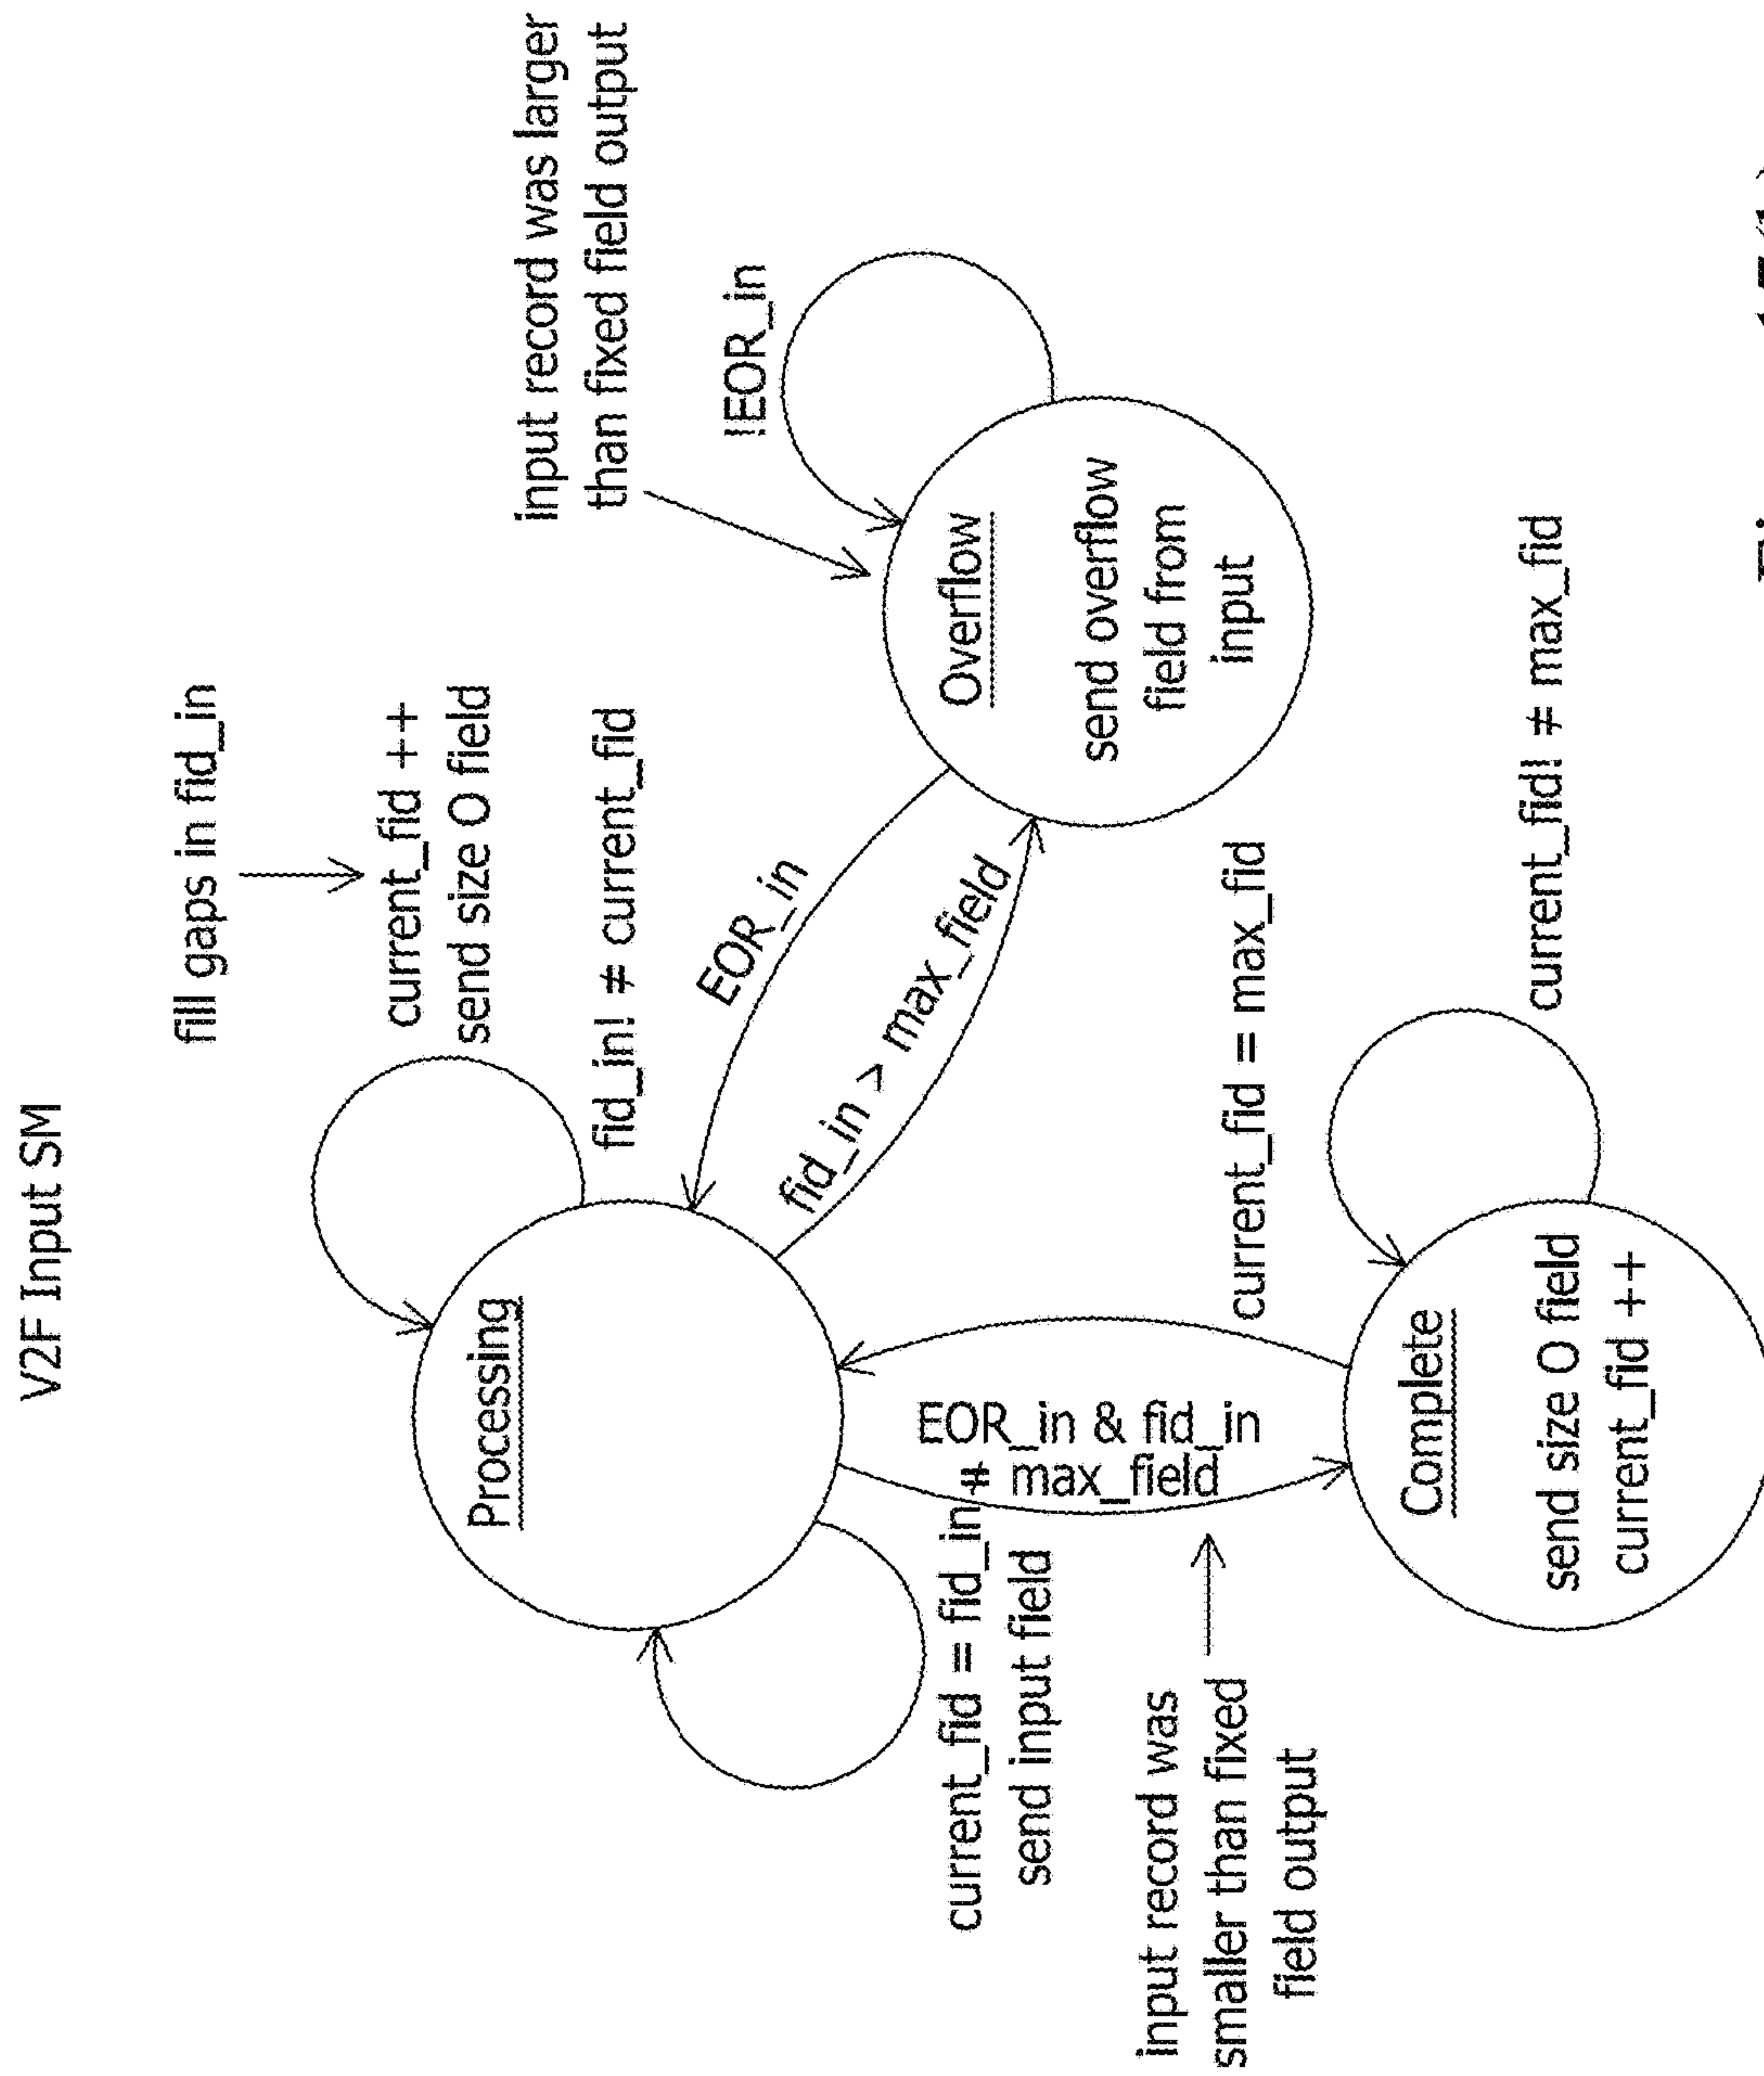 V2F Input SM
fill gaps in fid_in
current_fid ++
send size O field
fid_in! ≠ current_fid
input record was larger
than fixed field output
!EOR_in
Processing
EOR_in
fid_in > max_field
Overflow
send overflow
field from
input
current_fid = fid_in
send input field
EOR_in & fid_in
≠ max_field
current_fid = max_fid
input record was
smaller than fixed
field output
Complete
send size O field
current_fid ++
current_fid! ≠ max_fid